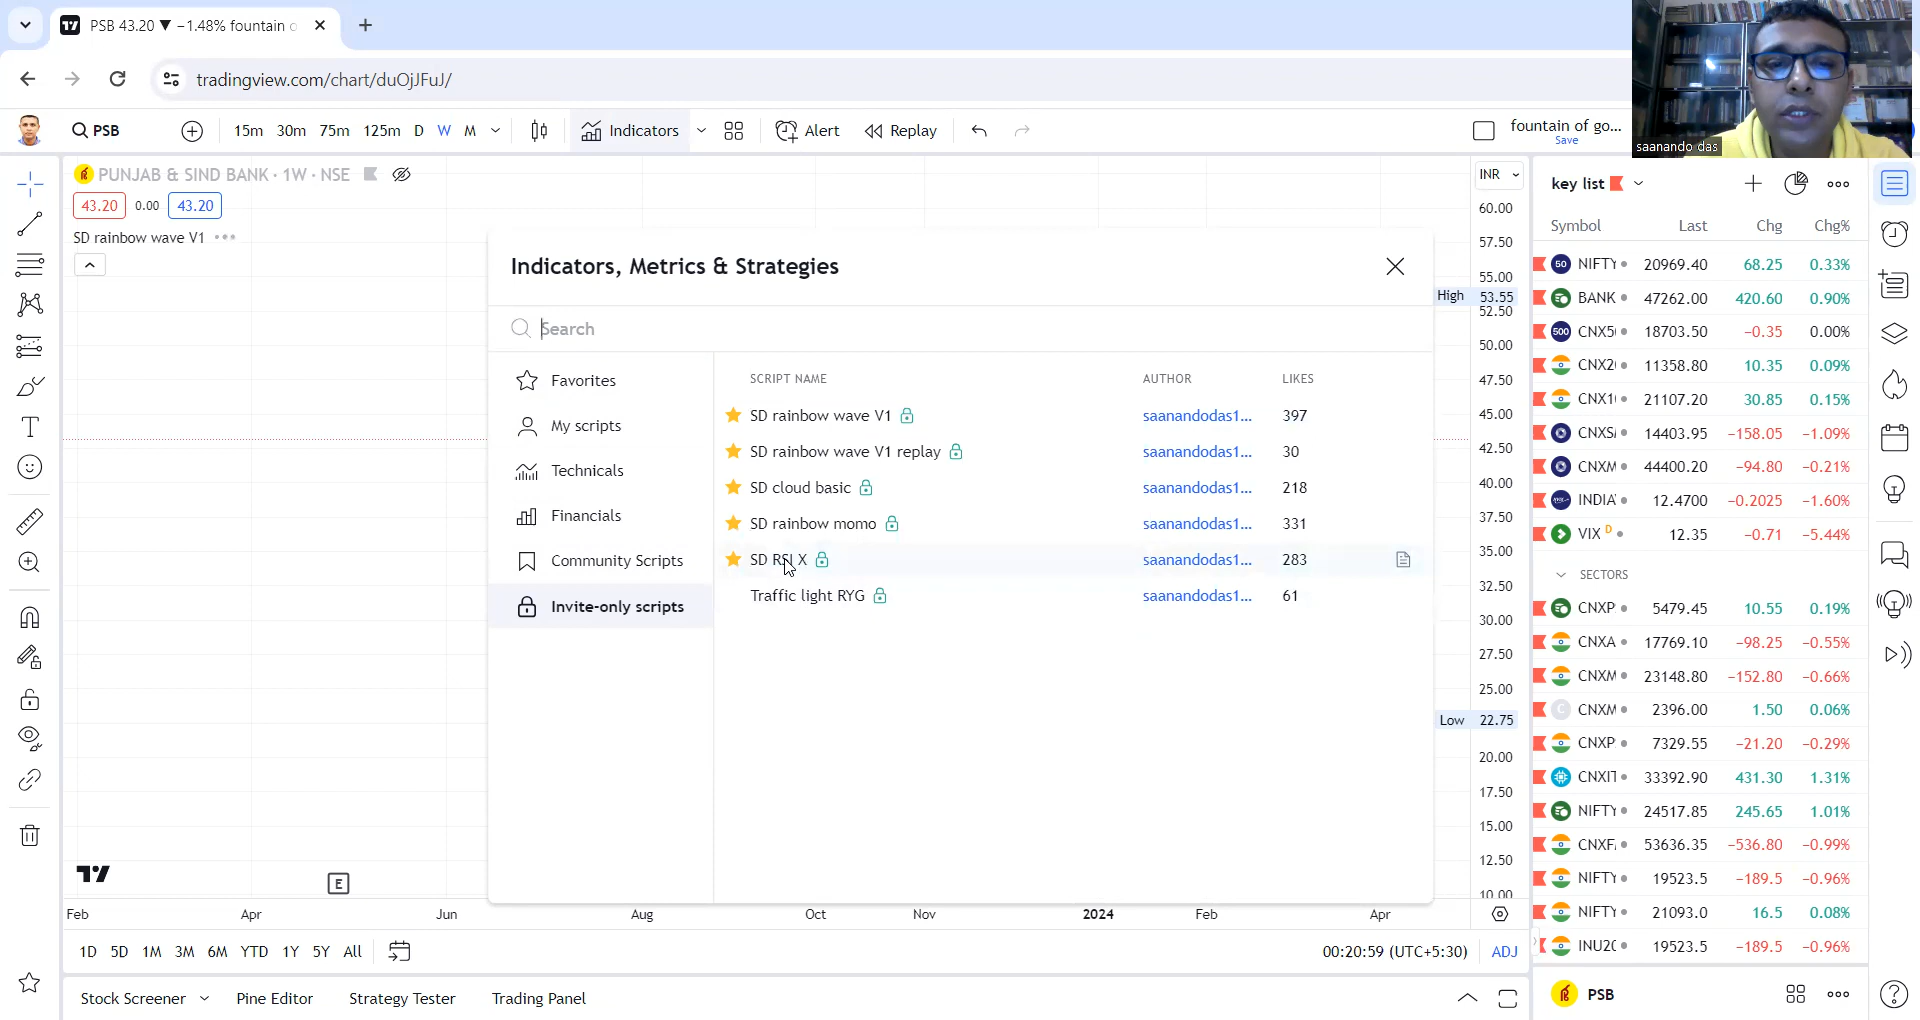 PSB 43.20 ▼ −1.48% fountain o
tradingview.com/chart/duOjJFuJ/
PSB
15m 30m 75m 125m D W M
Indicators
Alert
Replay
fountain of go...
Save
saanando das
PUNJAB & SIND BANK · 1W · NSE
43.20 0.00 43.20
SD rainbow wave V1
Indicators, Metrics & Strategies
Search
Favorites
My scripts
Technicals
Financials
Community Scripts
Invite-only scripts
SCRIPT NAME AUTHOR LIKES
SD rainbow wave V1 saanandodas1... 397
SD rainbow wave V1 replay saanandodas1... 30
SD cloud basic saanandodas1... 218
SD rainbow momo saanandodas1... 331
SD RSI X saanandodas1... 283
Traffic light RYG saanandodas1... 61
INR
60.00
57.50
55.00
High 53.55
52.50
50.00
47.50
45.00
42.50
40.00
37.50
35.00
32.50
30.00
27.50
25.00
Low 22.75
20.00
17.50
15.00
12.50
10.00
E
Feb Apr Jun Aug Oct Nov 2024 Feb Apr
1D 5D 1M 3M 6M YTD 1Y 5Y All
00:20:59 (UTC+5:30) ADJ
Stock Screener Pine Editor Strategy Tester Trading Panel
key list
Symbol Last Chg Chg%
50 NIFTY 20969.40 68.25 0.33%
BANK 47262.00 420.60 0.90%
500 CNX5 18703.50 −0.35 0.00%
CNX2 11358.80 10.35 0.09%
CNX1 21107.20 30.85 0.15%
CNXS 14403.95 −158.05 −1.09%
CNXM 44400.20 −94.80 −0.21%
INDIA 12.4700 −0.2025 −1.60%
VIX D 12.35 −0.71 −5.44%
SECTORS
CNXP 5479.45 10.55 0.19%
CNXA 17769.10 −98.25 −0.55%
CNXM 23148.80 −152.80 −0.66%
C CNXM 2396.00 1.50 0.06%
CNXP 7329.55 −21.20 −0.29%
CNXIT 33392.90 431.30 1.31%
NIFTY 24517.85 245.65 1.01%
CNXF 53636.35 −536.80 −0.99%
NIFTY 19523.5 −189.5 −0.96%
NIFTY 21093.0 16.5 0.08%
INU20 19523.5 −189.5 −0.96%
PSB